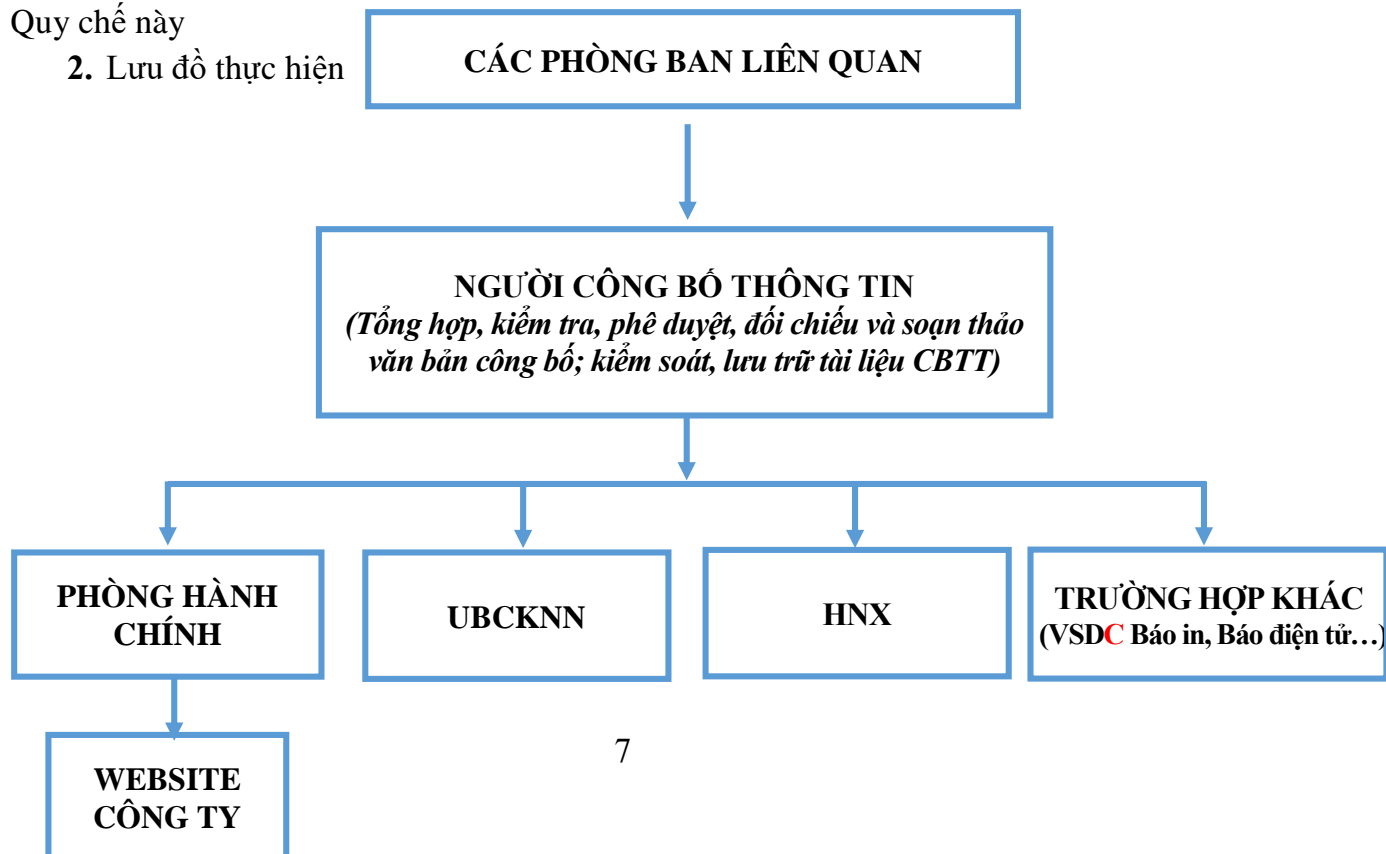 Quy chế này
2. Lưu đồ thực hiện
CÁC PHÒNG BAN LIÊN QUAN
NGƯỜI CÔNG BỐ THÔNG TIN
(Tổng hợp, kiểm tra, phê duyệt, đối chiếu và soạn thảo
văn bản công bố; kiểm soát, lưu trữ tài liệu CBTT)
PHÒNG HÀNH
CHÍNH
UBCKNN
HNX
TRƯỜNG HỢP KHÁC
(VSDC Báo in, Báo điện tử…)
WEBSITE
CÔNG TY
7